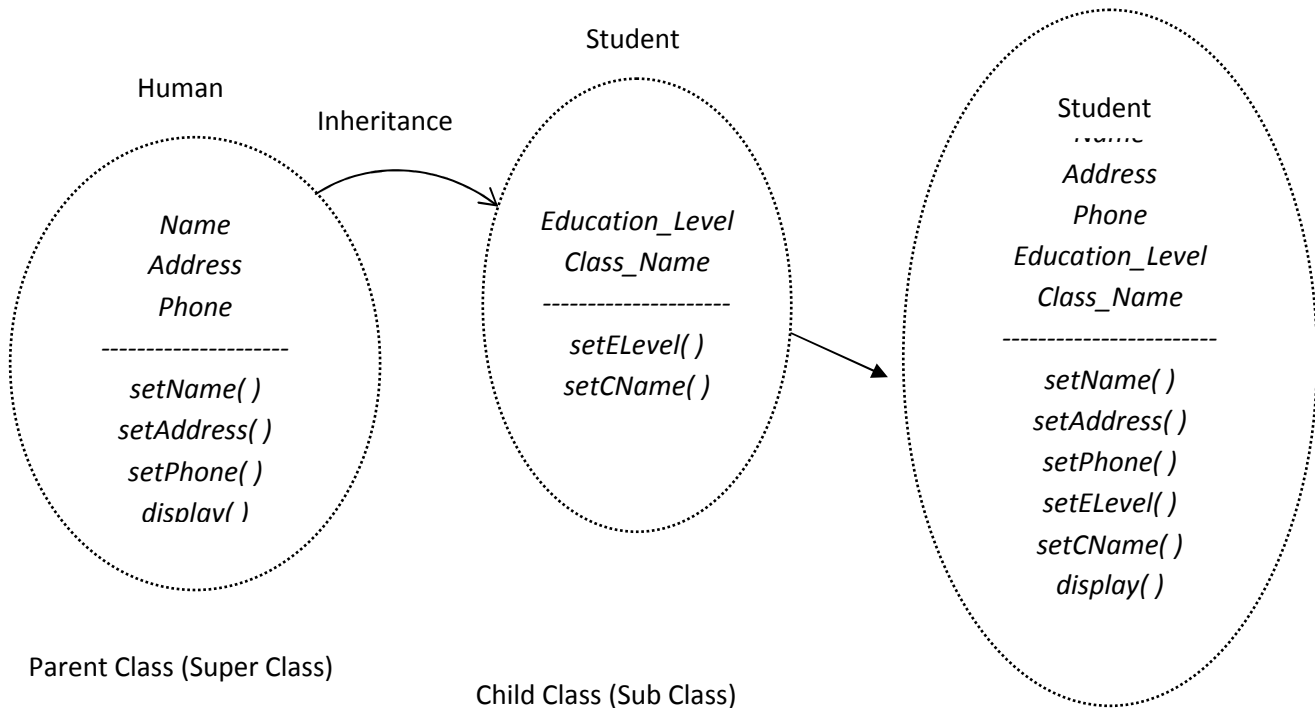 Human
Name
Address
Phone
---------------------
setName( )
setAddress( )
setPhone( )
display( )
Parent Class (Super Class)
Inheritance
Student
Education_Level
Class_Name
---------------------
setELevel( )
setCName( )
Child Class (Sub Class)
Student
Name
Address
Phone
Education_Level
Class_Name
------------------------
setName( )
setAddress( )
setPhone( )
setELevel( )
setCName( )
display( )